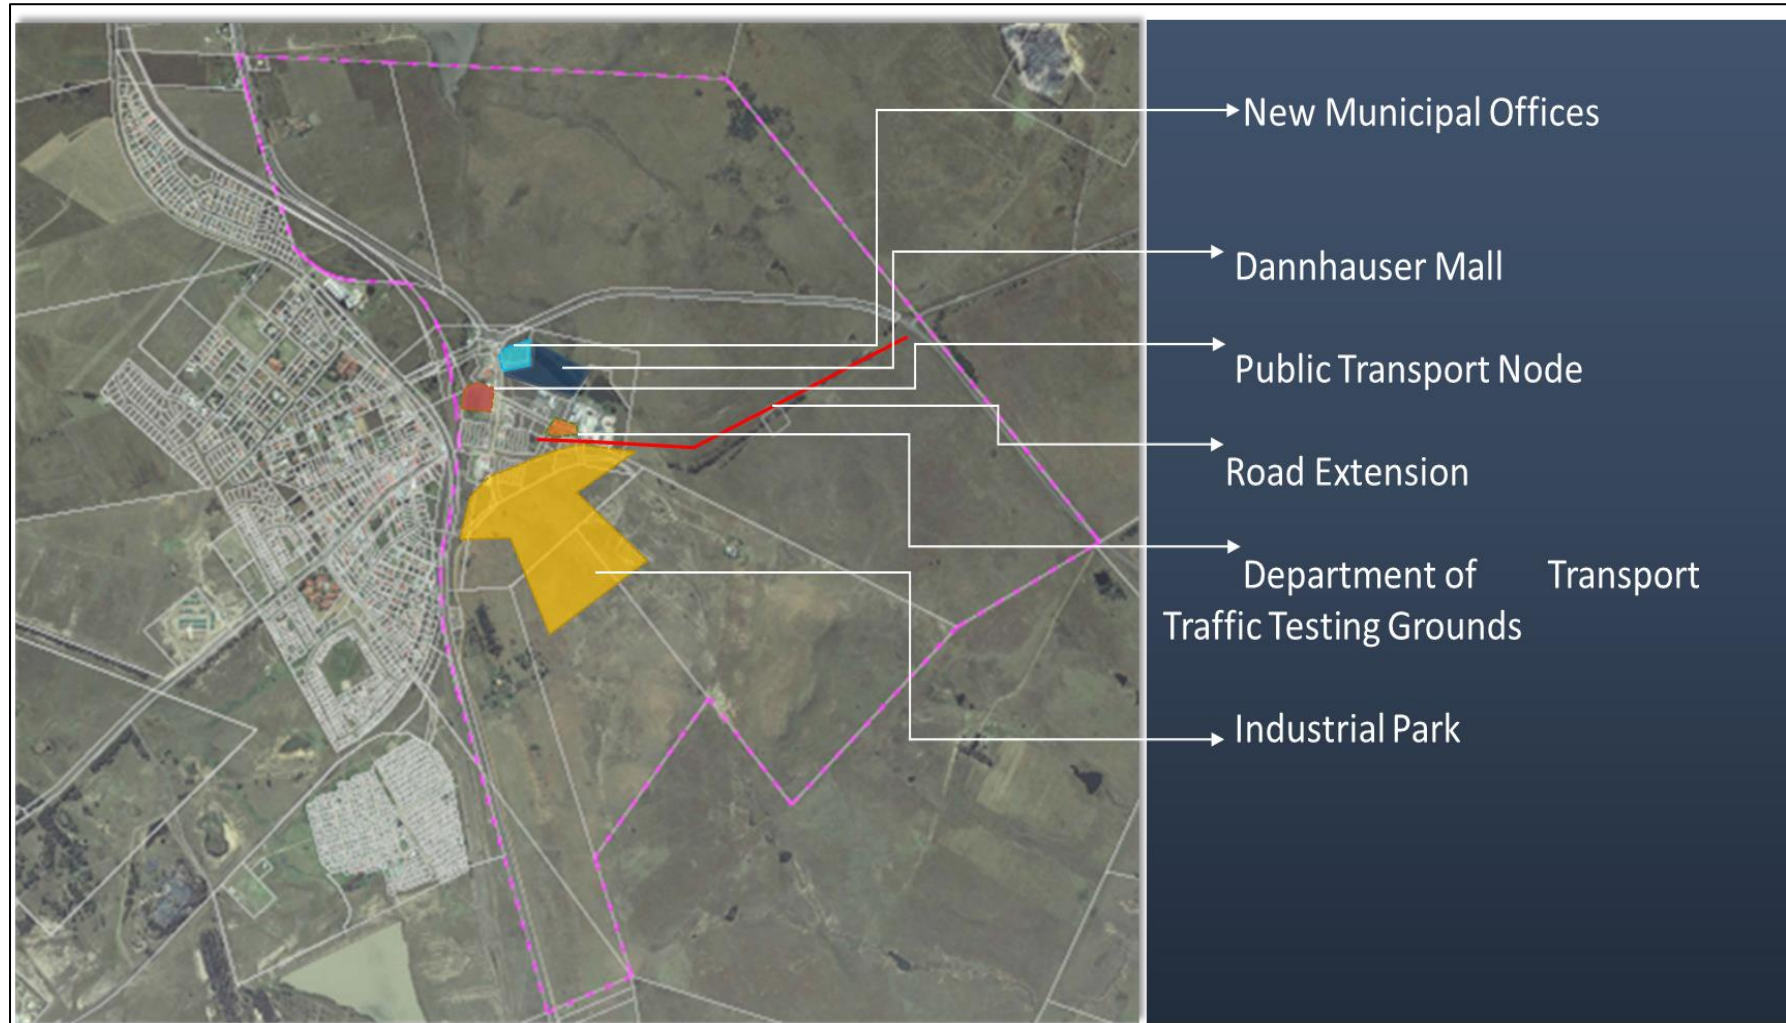 New Municipal Offices
Dannhauser Mall
Public Transport Node
Road Extension
Department of Transport
Traffic Testing Grounds
Industrial Park